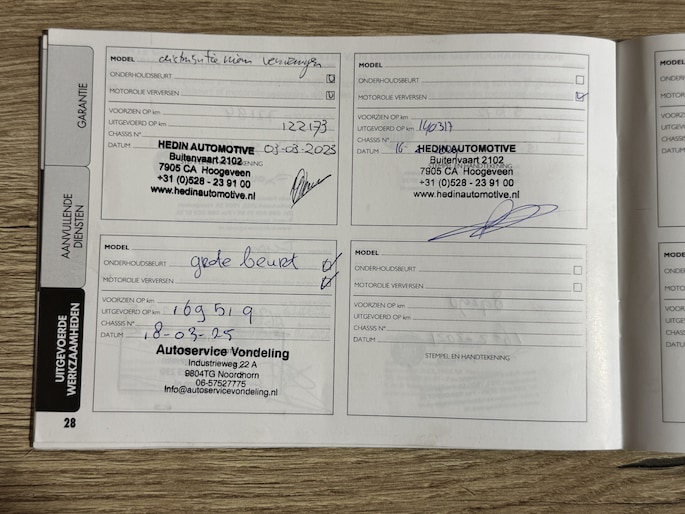 GARANTIE
AANVULLENDE
DIENSTEN
UITGEVOERDE
WERKZAAMHEDEN
28
MODEL distributie riem vervangen
ONDERHOUDSBEURT
MOTOROLIE VERVERSEN
VOORZIEN OP km
UITGEVOERD OP km 122173
CHASSIS N°
DATUM 03-03-2023
HEDIN AUTOMOTIVE
Buitenvaart 2102
7905 CA Hoogeveen
+31 (0)528 - 23 91 00
www.hedinautomotive.nl
MODEL
ONDERHOUDSBEURT
MOTOROLIE VERVERSEN
VOORZIEN OP km
UITGEVOERD OP km 140317
CHASSIS N°
DATUM 16
HEDIN AUTOMOTIVE
Buitenvaart 2102
7905 CA Hoogeveen
+31 (0)528 - 23 91 00
www.hedinautomotive.nl
MODEL
ONDERHOUDSBEURT grote beurt
MOTOROLIE VERVERSEN
VOORZIEN OP km
UITGEVOERD OP km 169519
CHASSIS N°
DATUM 18-03-25
Autoservice Vondeling
Industrieweg 22 A
9804TG Noordhorn
06-57527775
Info@autoservicevondeling.nl
MODEL
ONDERHOUDSBEURT
MOTOROLIE VERVERSEN
VOORZIEN OP km
UITGEVOERD OP km
CHASSIS N°
DATUM
STEMPEL EN HANDTEKENING